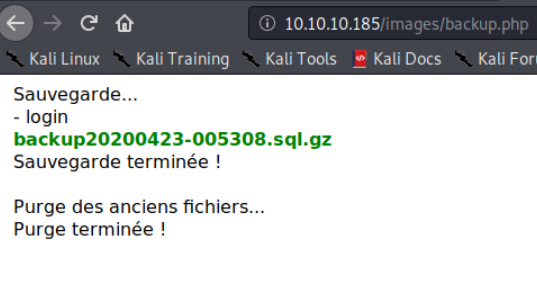 10.10.10.185/images/backup.php
Kali Linux Kali Training Kali Tools Kali Docs Kali Foru
Sauvegarde...
- login
backup20200423-005308.sql.gz
Sauvegarde terminée !
Purge des anciens fichiers...
Purge terminée !